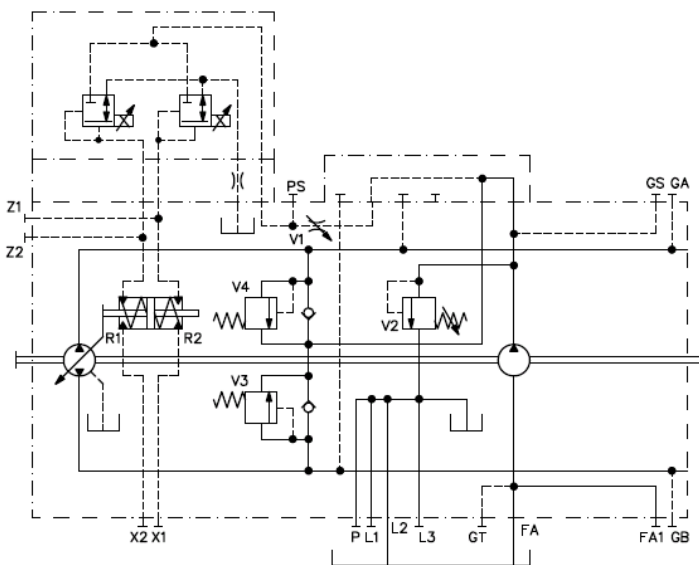 PS
GS GA
Z1
V1
Z2
V4
V2
R1
R2
V3
X2 X1
P L1 L2 L3 GT FA FA1 GB